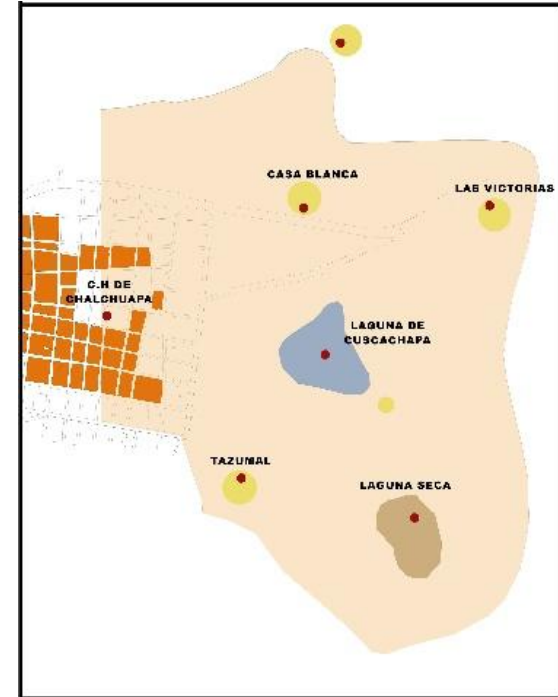 CASA BLANCA
LAS VICTORIAS
C.H DE
CHALCHUAPA
LAGUNA DE
CUSCACHAPA
TAZUMAL
LAGUNA SECA